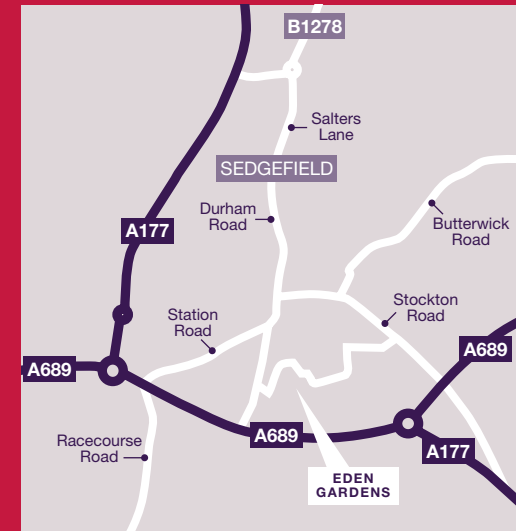 B1278
Salters
Lane
SEDGEFIELD
Durham
Road
A177
Butterwick
Road
Station
Road
Stockton
Road
A689
A689
A689
Racecourse
Road
A177
EDEN
GARDENS